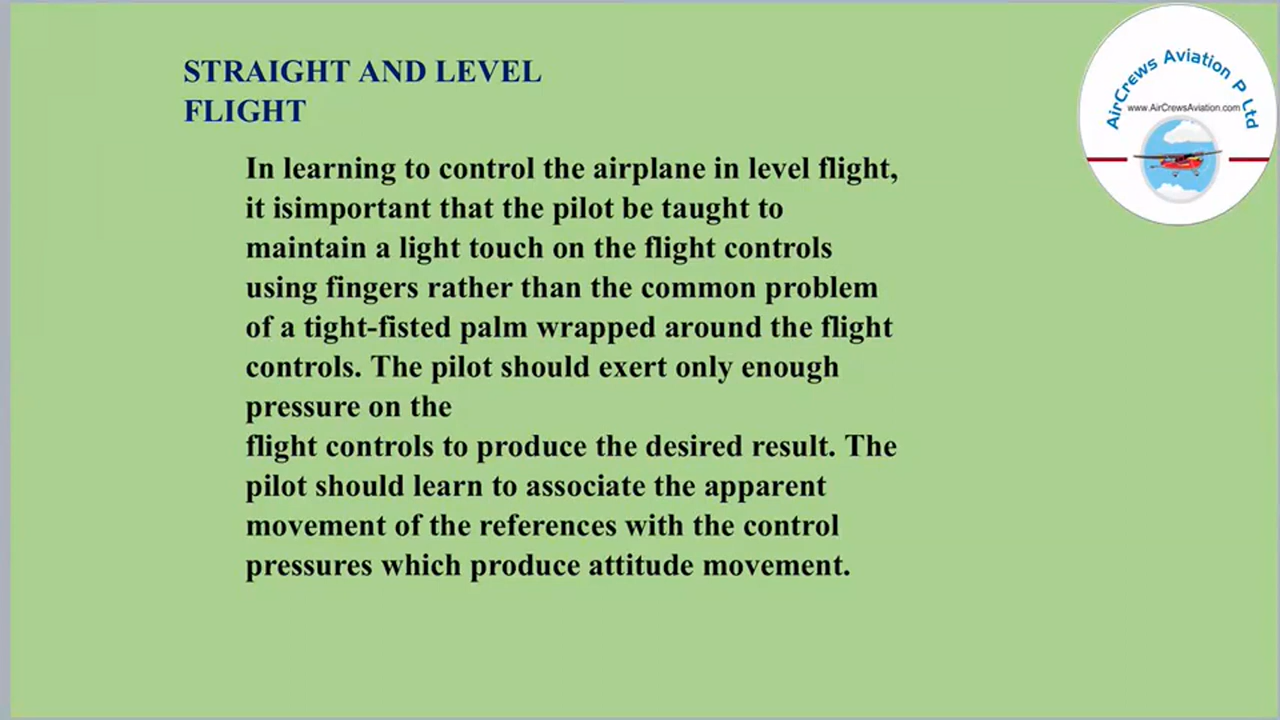 STRAIGHT AND LEVEL
FLIGHT
In learning to control the airplane in level flight,
it isimportant that the pilot be taught to
maintain a light touch on the flight controls
using fingers rather than the common problem
of a tight-fisted palm wrapped around the flight
controls. The pilot should exert only enough
pressure on the
flight controls to produce the desired result. The
pilot should learn to associate the apparent
movement of the references with the control
pressures which produce attitude movement.
AirCrews Aviation P Ltd
www.AirCrewsAviation.com